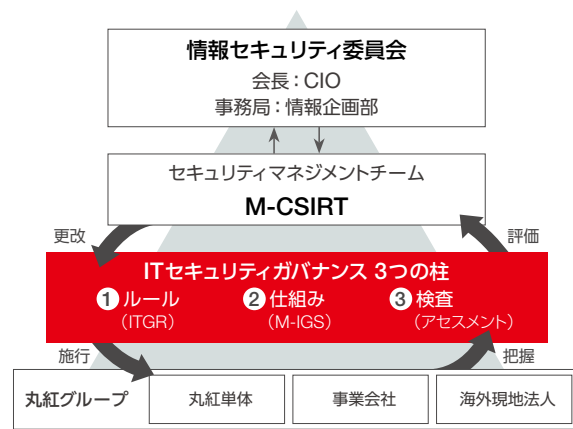 情報セキュリティ委員会
会長：CIO
事務局：情報企画部
セキュリティマネジメントチーム
M-CSIRT
更改
評価
ITセキュリティガバナンス 3つの柱
1 ルール
（ITGR）
2 仕組み
（M-IGS）
3 検査
（アセスメント）
施行
把握
丸紅グループ
丸紅単体
事業会社
海外現地法人